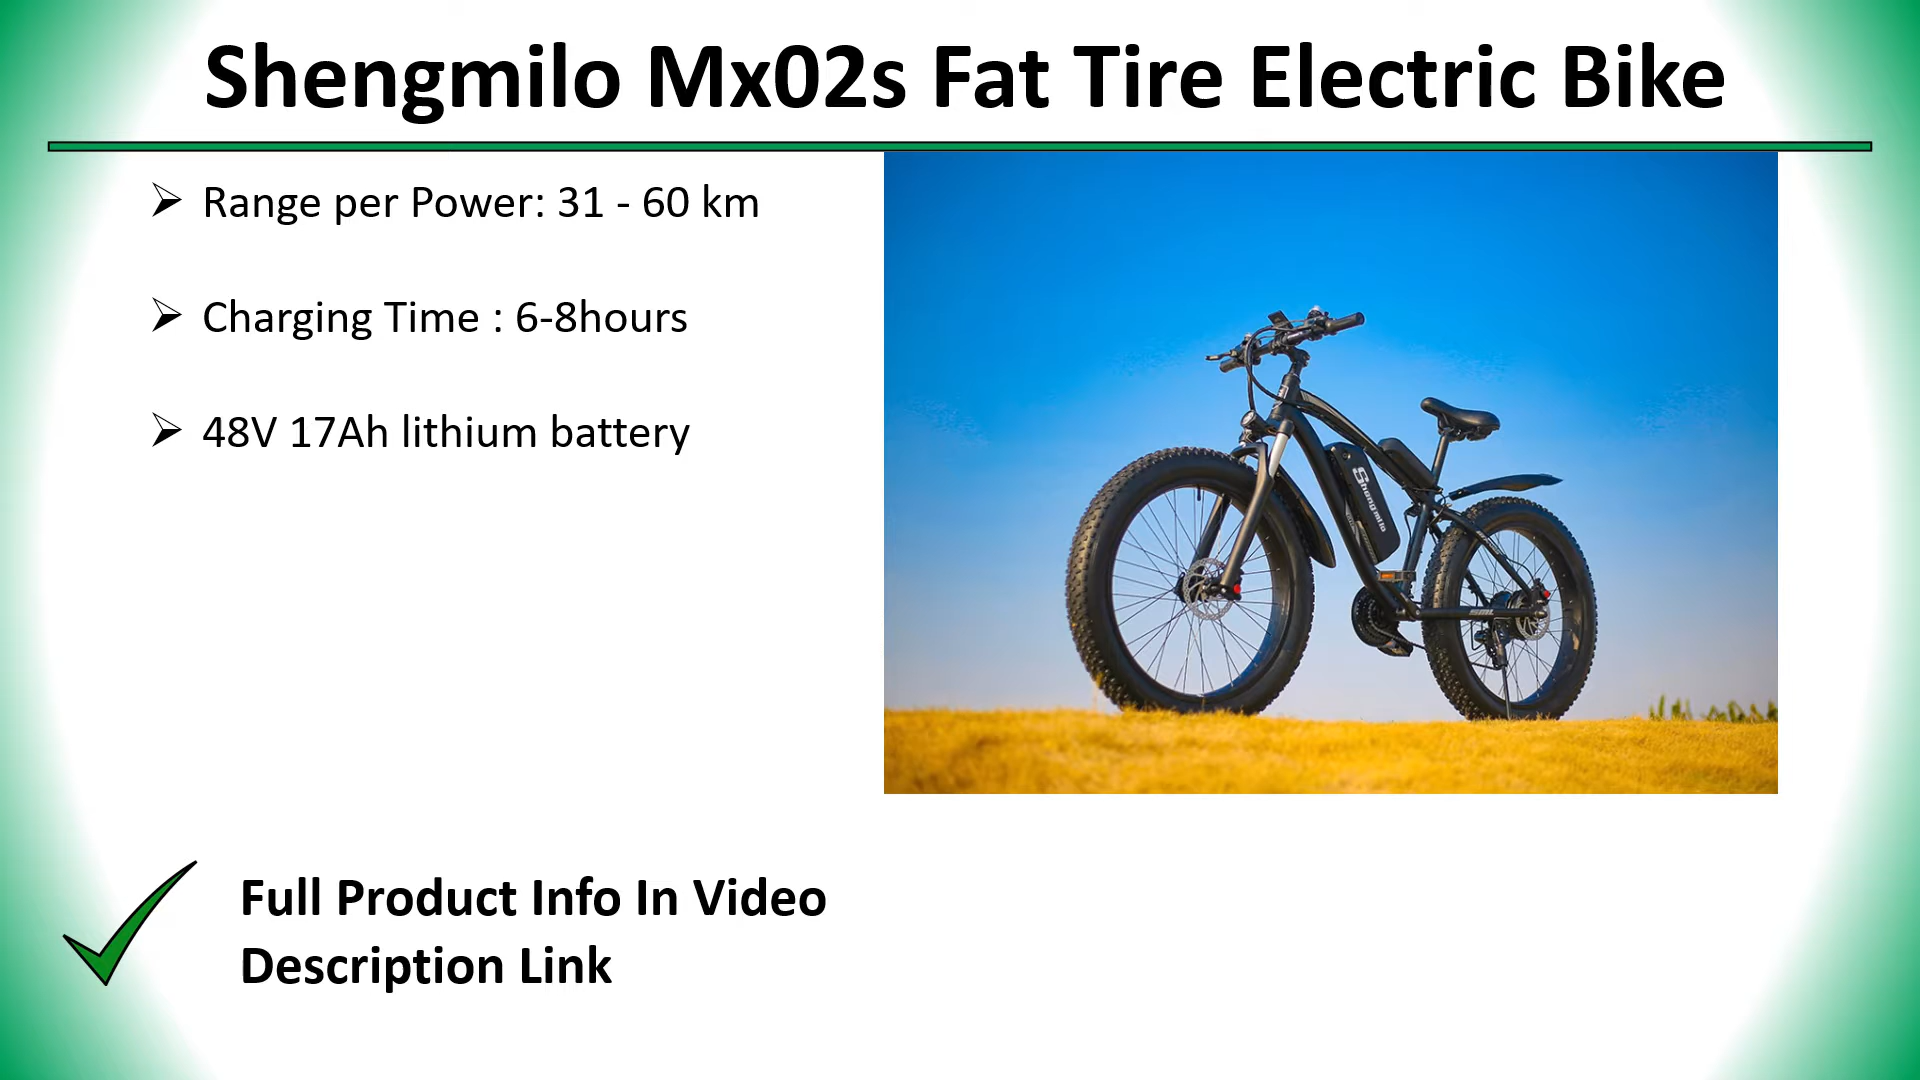 Shengmilo Mx02s Fat Tire Electric Bike
Range per Power: 31 - 60 km
Charging Time : 6-8hours
48V 17Ah lithium battery
Shengmilo
Full Product Info In Video
Description Link